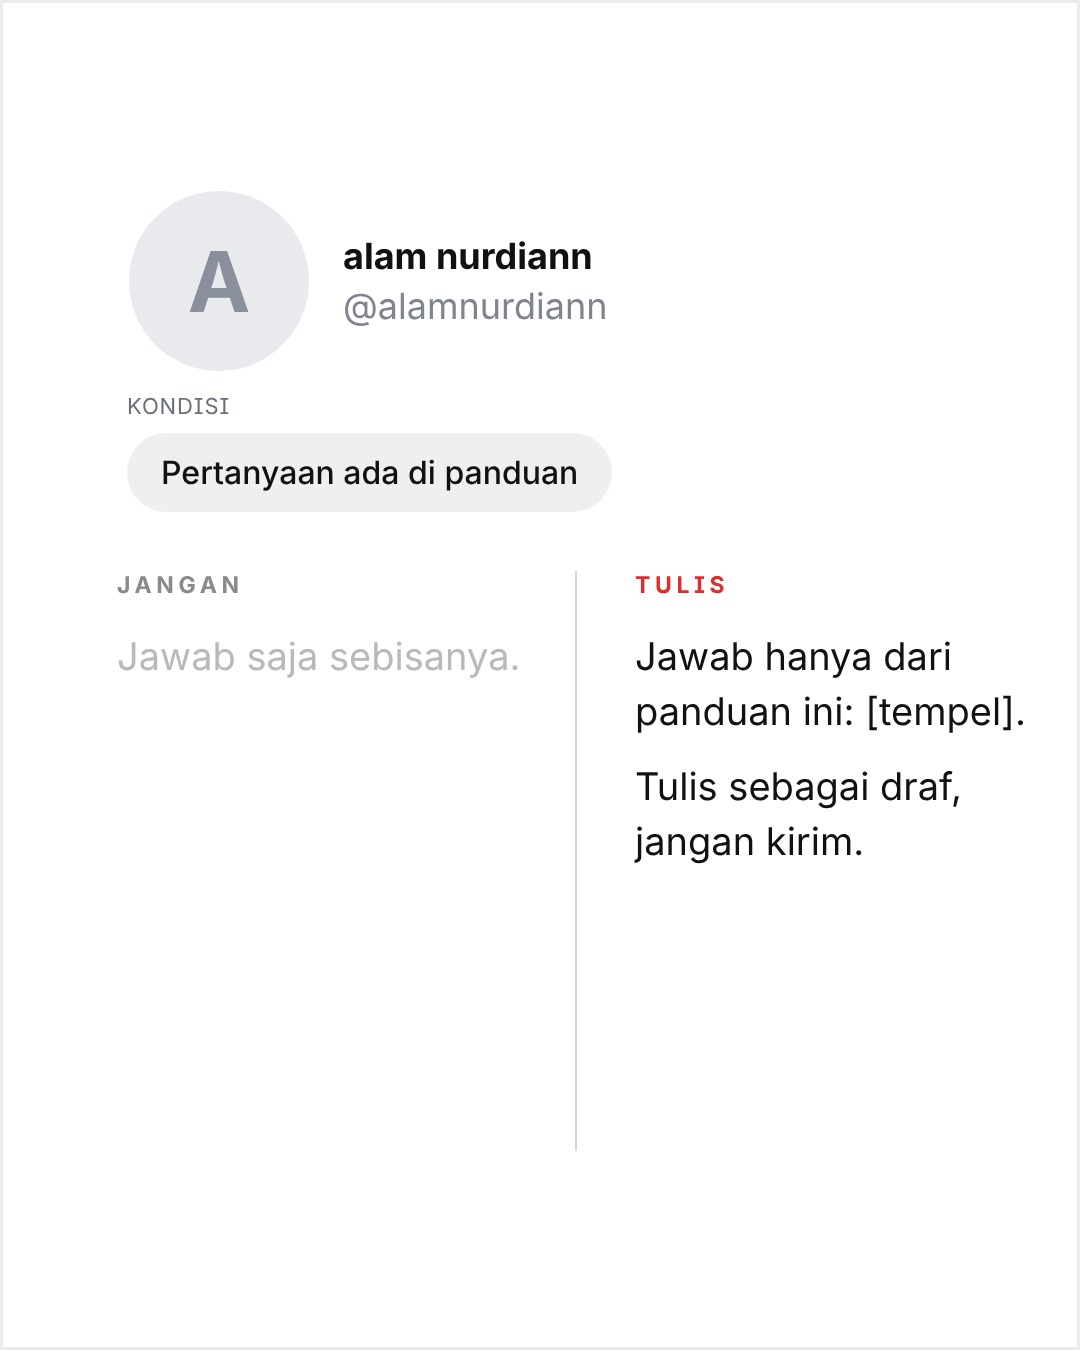 A
alam nurdiann
@alamnurdiann
KONDISI
Pertanyaan ada di panduan
JANGAN
Jawab saja sebisanya.
TULIS
Jawab hanya dari
panduan ini: [tempel].
Tulis sebagai draf,
jangan kirim.